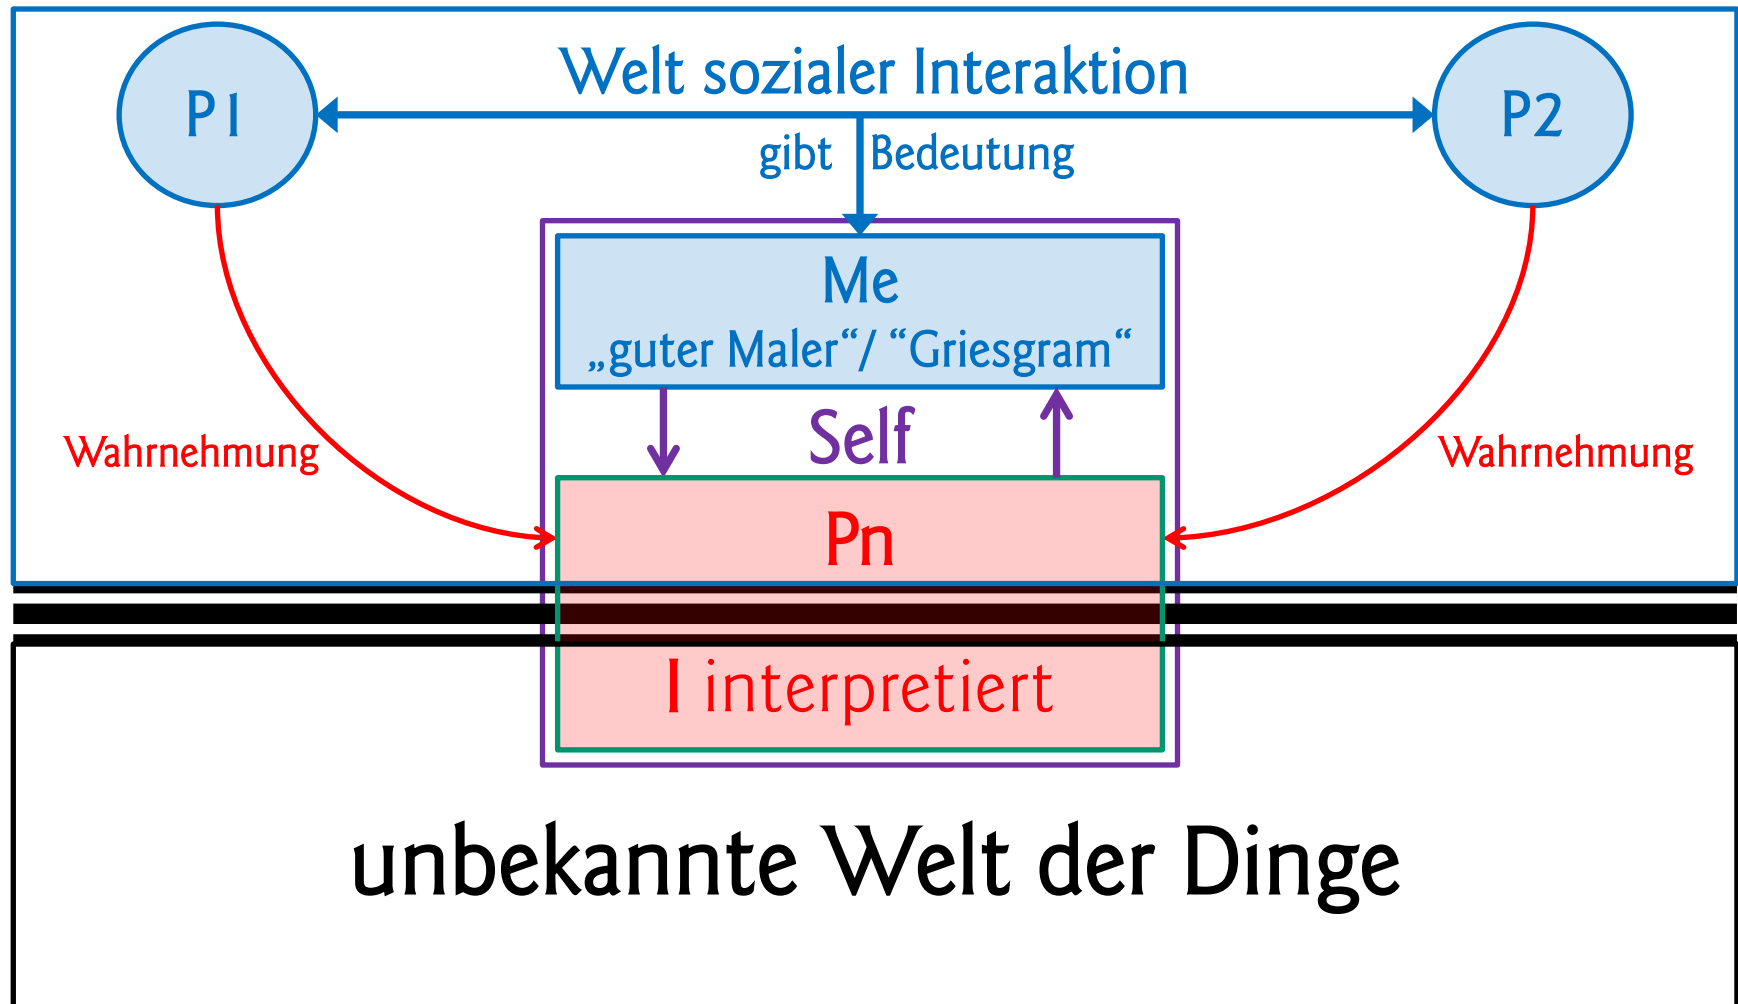 Welt sozialer Interaktion
P1
P2
gibt Bedeutung
Me
„guter Maler“/ “Griesgram“
Self
Wahrnehmung
Wahrnehmung
Pn
I interpretiert
unbekannte Welt der Dinge